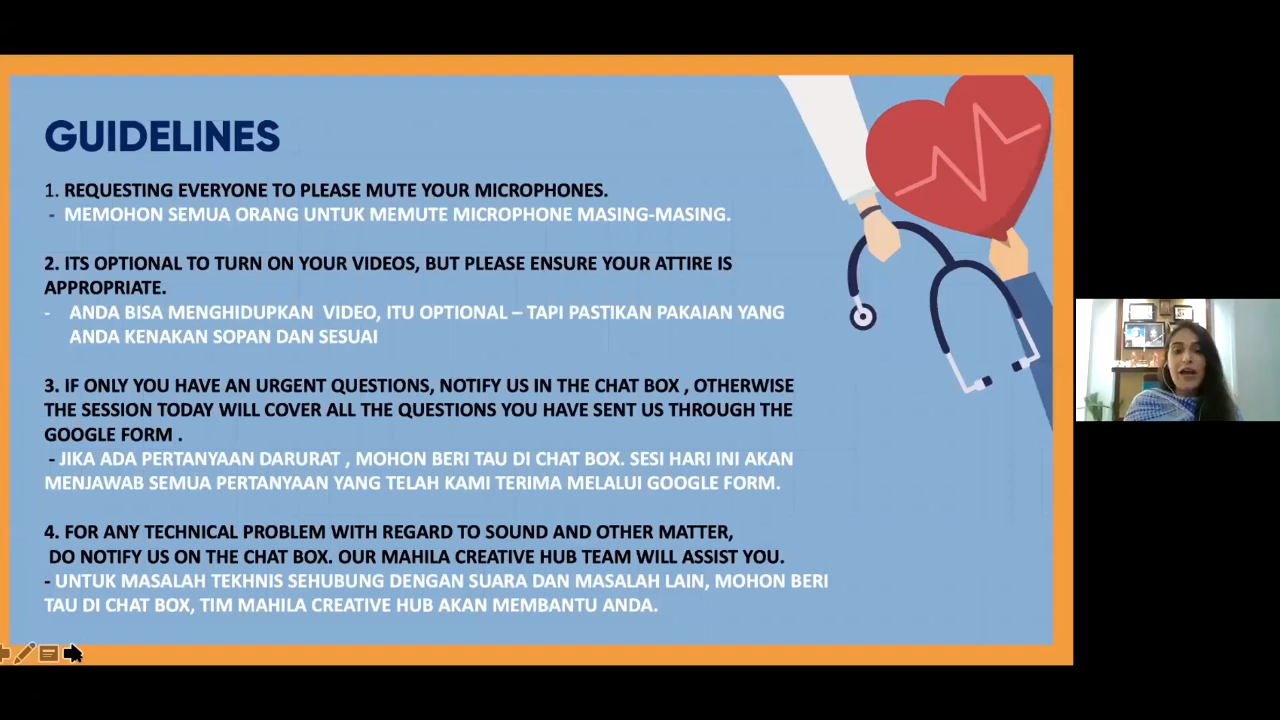 GUIDELINES
1. REQUESTING EVERYONE TO PLEASE MUTE YOUR MICROPHONES.
- MEMOHON SEMUA ORANG UNTUK MEMUTE MICROPHONE MASING-MASING.
2. ITS OPTIONAL TO TURN ON YOUR VIDEOS, BUT PLEASE ENSURE YOUR ATTIRE IS
APPROPRIATE.
- ANDA BISA MENGHIDUPKAN VIDEO, ITU OPTIONAL – TAPI PASTIKAN PAKAIAN YANG
ANDA KENAKAN SOPAN DAN SESUAI
3. IF ONLY YOU HAVE AN URGENT QUESTIONS, NOTIFY US IN THE CHAT BOX , OTHERWISE
THE SESSION TODAY WILL COVER ALL THE QUESTIONS YOU HAVE SENT US THROUGH THE
GOOGLE FORM .
- JIKA ADA PERTANYAAN DARURAT , MOHON BERI TAU DI CHAT BOX. SESI HARI INI AKAN
MENJAWAB SEMUA PERTANYAAN YANG TELAH KAMI TERIMA MELALUI GOOGLE FORM.
4. FOR ANY TECHNICAL PROBLEM WITH REGARD TO SOUND AND OTHER MATTER,
DO NOTIFY US ON THE CHAT BOX. OUR MAHILA CREATIVE HUB TEAM WILL ASSIST YOU.
- UNTUK MASALAH TEKHNIS SEHUBUNG DENGAN SUARA DAN MASALAH LAIN, MOHON BERI
TAU DI CHAT BOX, TIM MAHILA CREATIVE HUB AKAN MEMBANTU ANDA.